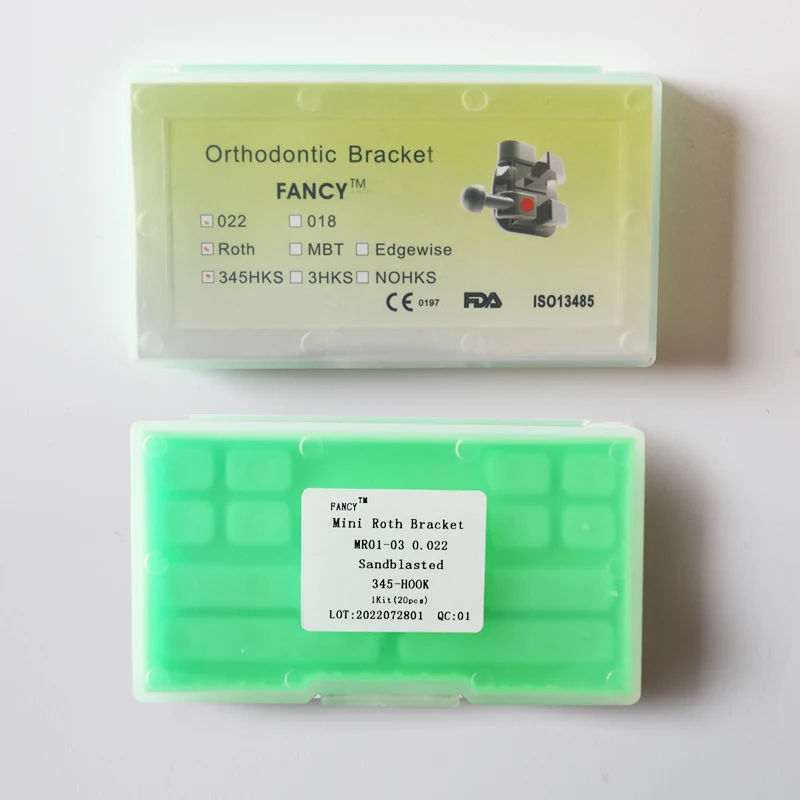 Orthodontic Bracket
FANCY™
022 018
Roth MBT Edgewise
345HKS 3HKS NOHKS
CE 0197 FDA ISO13485
FANCY™
Mini Roth Bracket
MR01-03 0.022
Sandblasted
345-HOOK
1Kit(20pcs)
LOT:2022072801 QC:01